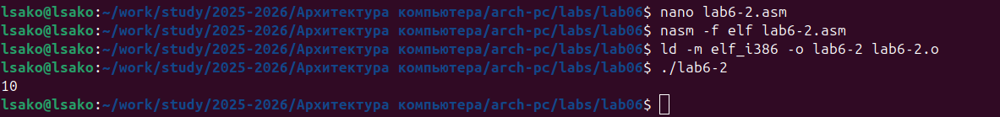 lsako@lsako:~/work/study/2025-2026/Архитектура компьютера/arch-pc/labs/lab06$ nano lab6-2.asm
lsako@lsako:~/work/study/2025-2026/Архитектура компьютера/arch-pc/labs/lab06$ nasm -f elf lab6-2.asm
lsako@lsako:~/work/study/2025-2026/Архитектура компьютера/arch-pc/labs/lab06$ ld -m elf_i386 -o lab6-2 lab6-2.o
lsako@lsako:~/work/study/2025-2026/Архитектура компьютера/arch-pc/labs/lab06$ ./lab6-2
10
lsako@lsako:~/work/study/2025-2026/Архитектура компьютера/arch-pc/labs/lab06$